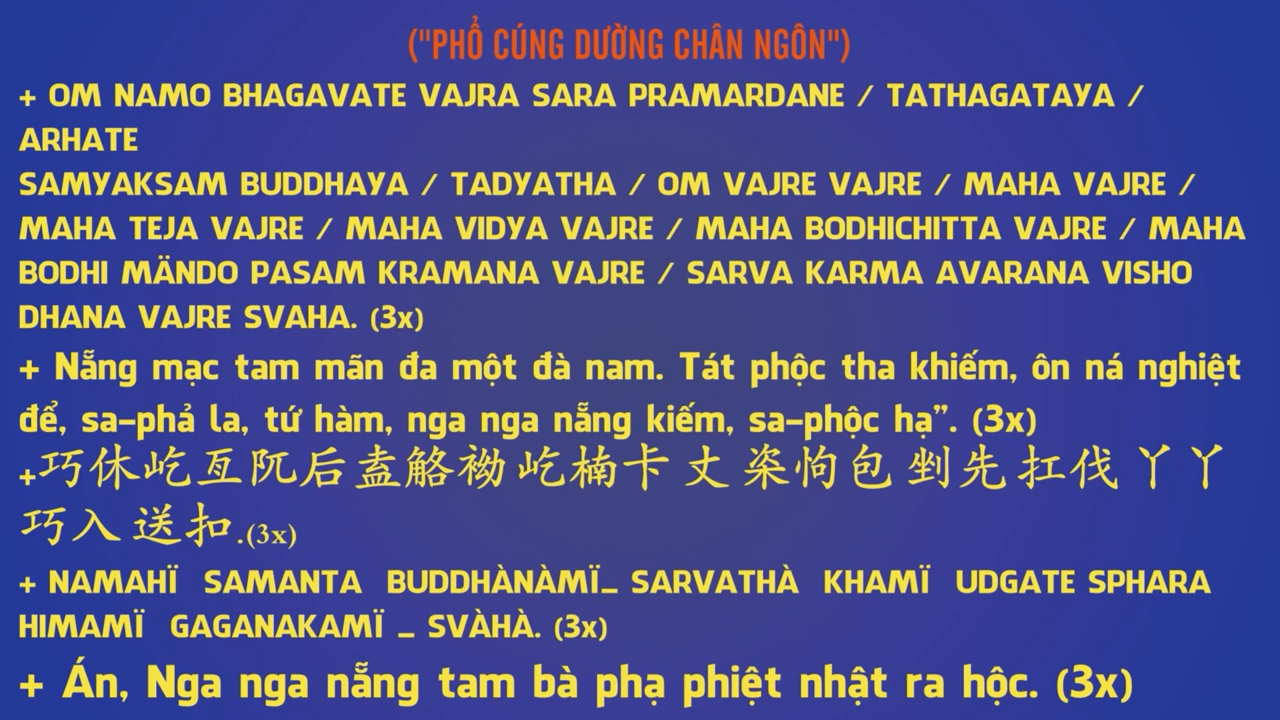 ("PHỔ CÚNG DƯỜNG CHÂN NGÔN")
+ OM NAMO BHAGAVATE VAJRA SARA PRAMARDANE / TATHAGATAYA /
ARHATE
SAMYAKSAM BUDDHAYA / TADYATHA / OM VAJRE VAJRE / MAHA VAJRE /
MAHA TEJA VAJRE / MAHA VIDYA VAJRE / MAHA BODHICHITTA VAJRE / MAHA
BODHI MÄNDO PASAM KRAMANA VAJRE / SARVA KARMA AVARANA VISHO
DHANA VAJRE SVAHA. (3x)
+ Nẵng mạc tam mãn đa một đà nam. Tát phộc tha khiếm, ôn ná nghiệt
để, sa-phả la, tứ hàm, nga nga nẵng kiếm, sa-phộc hạ”. (3x)
+巧休屹亙阢后盍觡袎屹楠卡丈粢怐包剉先扛伐丫丫
巧入送扣.(3x)
+ NAMAHÏ SAMANTA BUDDHÀNÀMÏ_ SARVATHÀ KHAMÏ UDGATE SPHARA
HIMAMÏ GAGANAKAMÏ _ SVÀHÀ. (3x)
+ Án, Nga nga nẵng tam bà phạ phiệt nhật ra hộc. (3x)